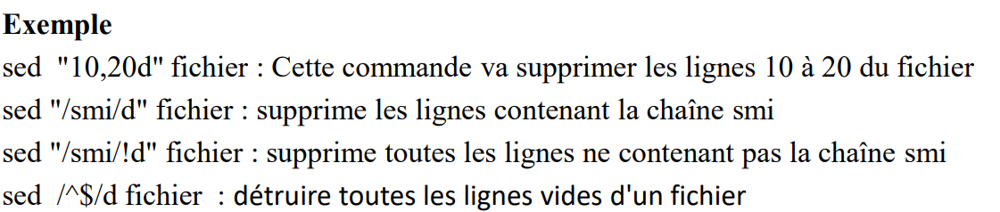 Exemple
sed  "10,20d" fichier : Cette commande va supprimer les lignes 10 à 20 du fichier
sed "/smi/d" fichier : supprime les lignes contenant la chaîne smi
sed "/smi/!d" fichier : supprime toutes les lignes ne contenant pas la chaîne smi
sed  /^$/d fichier  : détruire toutes les lignes vides d'un fichier